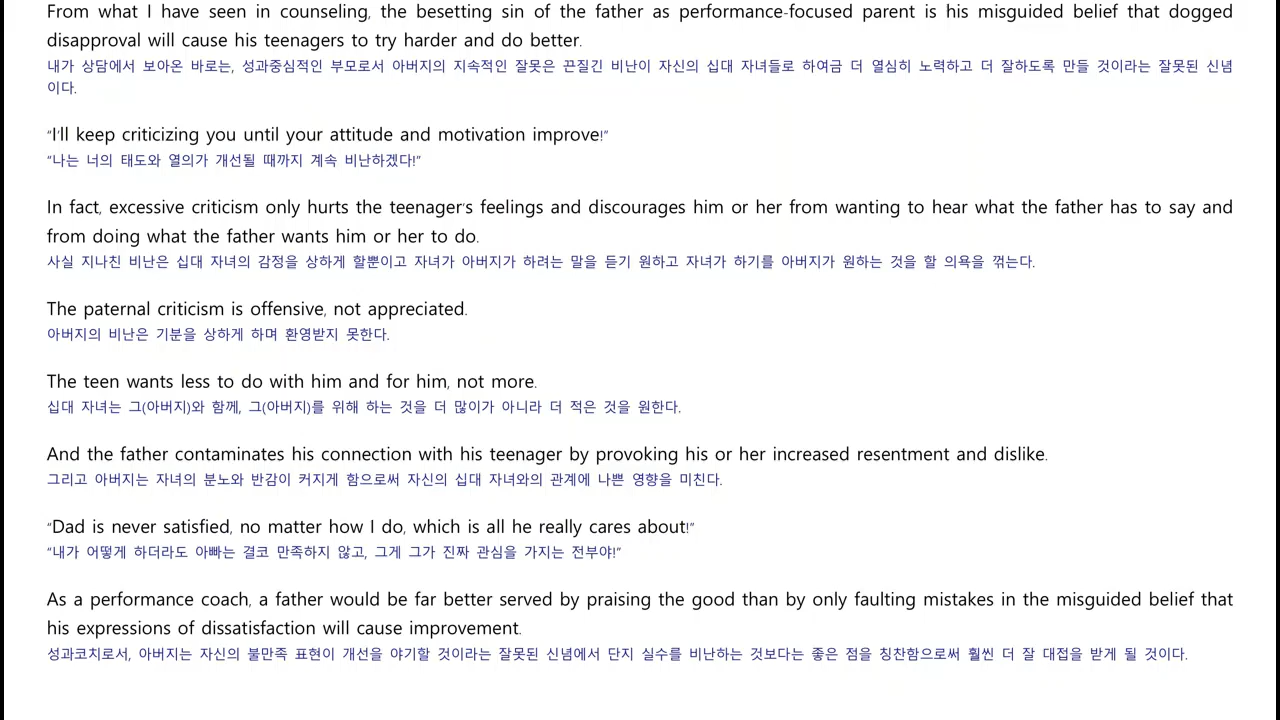 From what I have seen in counseling, the besetting sin of the father as performance-focused parent is his misguided belief that dogged
disapproval will cause his teenagers to try harder and do better.
내가 상담에서 보아온 바로는, 성과중심적인 부모로서 아버지의 지속적인 잘못은 끈질긴 비난이 자신의 십대 자녀들로 하여금 더 열심히 노력하고 더 잘하도록 만들 것이라는 잘못된 신념
이다.
“I'll keep criticizing you until your attitude and motivation improve!”
“나는 너의 태도와 열의가 개선될 때까지 계속 비난하겠다!”
In fact, excessive criticism only hurts the teenager's feelings and discourages him or her from wanting to hear what the father has to say and
from doing what the father wants him or her to do.
사실 지나친 비난은 십대 자녀의 감정을 상하게 할뿐이고 자녀가 아버지가 하려는 말을 듣기 원하고 자녀가 하기를 아버지가 원하는 것을 할 의욕을 꺾는다.
The paternal criticism is offensive, not appreciated.
아버지의 비난은 기분을 상하게 하며 환영받지 못한다.
The teen wants less to do with him and for him, not more.
십대 자녀는 그(아버지)와 함께, 그(아버지)를 위해 하는 것을 더 많이가 아니라 더 적은 것을 원한다.
And the father contaminates his connection with his teenager by provoking his or her increased resentment and dislike.
그리고 아버지는 자녀의 분노와 반감이 커지게 함으로써 자신의 십대 자녀와의 관계에 나쁜 영향을 미친다.
“Dad is never satisfied, no matter how I do, which is all he really cares about!”
“내가 어떻게 하더라도 아빠는 결코 만족하지 않고, 그게 그가 진짜 관심을 가지는 전부야!”
As a performance coach, a father would be far better served by praising the good than by only faulting mistakes in the misguided belief that
his expressions of dissatisfaction will cause improvement.
성과코치로서, 아버지는 자신의 불만족 표현이 개선을 야기할 것이라는 잘못된 신념에서 단지 실수를 비난하는 것보다는 좋은 점을 칭찬함으로써 훨씬 더 잘 대접을 받게 될 것이다.